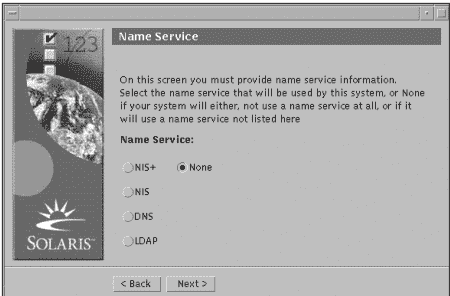 123
Name Service
On this screen you must provide name service information.
Select the name service that will be used by this system, or None
if your system will either, not use a name service at all, or if it
will use a name service not listed here
Name Service:
NIS+ None
NIS
DNS
LDAP
SOLARIS™
< Back Next >